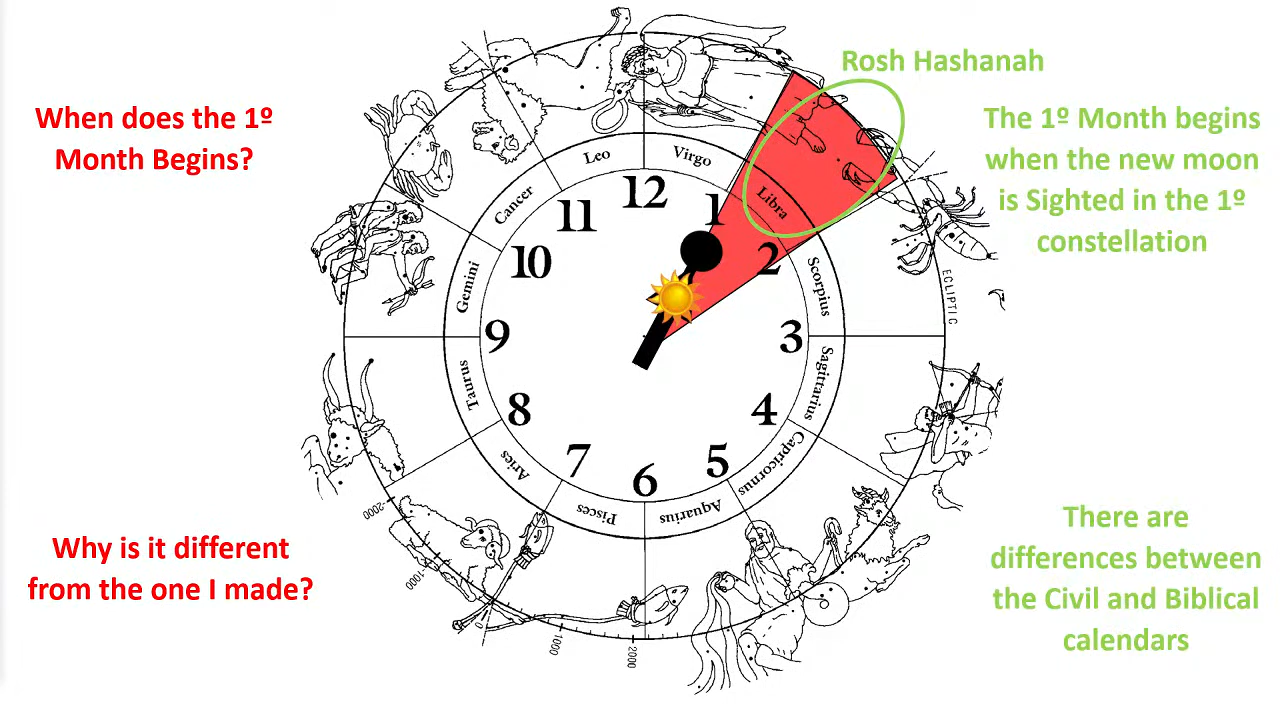 Rosh Hashanah
When does the 1º
Month Begins?
The 1º Month begins
when the new moon
is Sighted in the 1º
constellation
Why is it different
from the one I made?
There are
differences between
the Civil and Biblical
calendars
12
1
2
3
4
5
6
7
8
9
10
11
Leo
Virgo
Libra
Scorpius
Sagittarius
Capricornus
Aquarius
Pisces
Aries
Taurus
Gemini
Cancer
ECLIPTIC
-2000
-1000
0
1000
2000